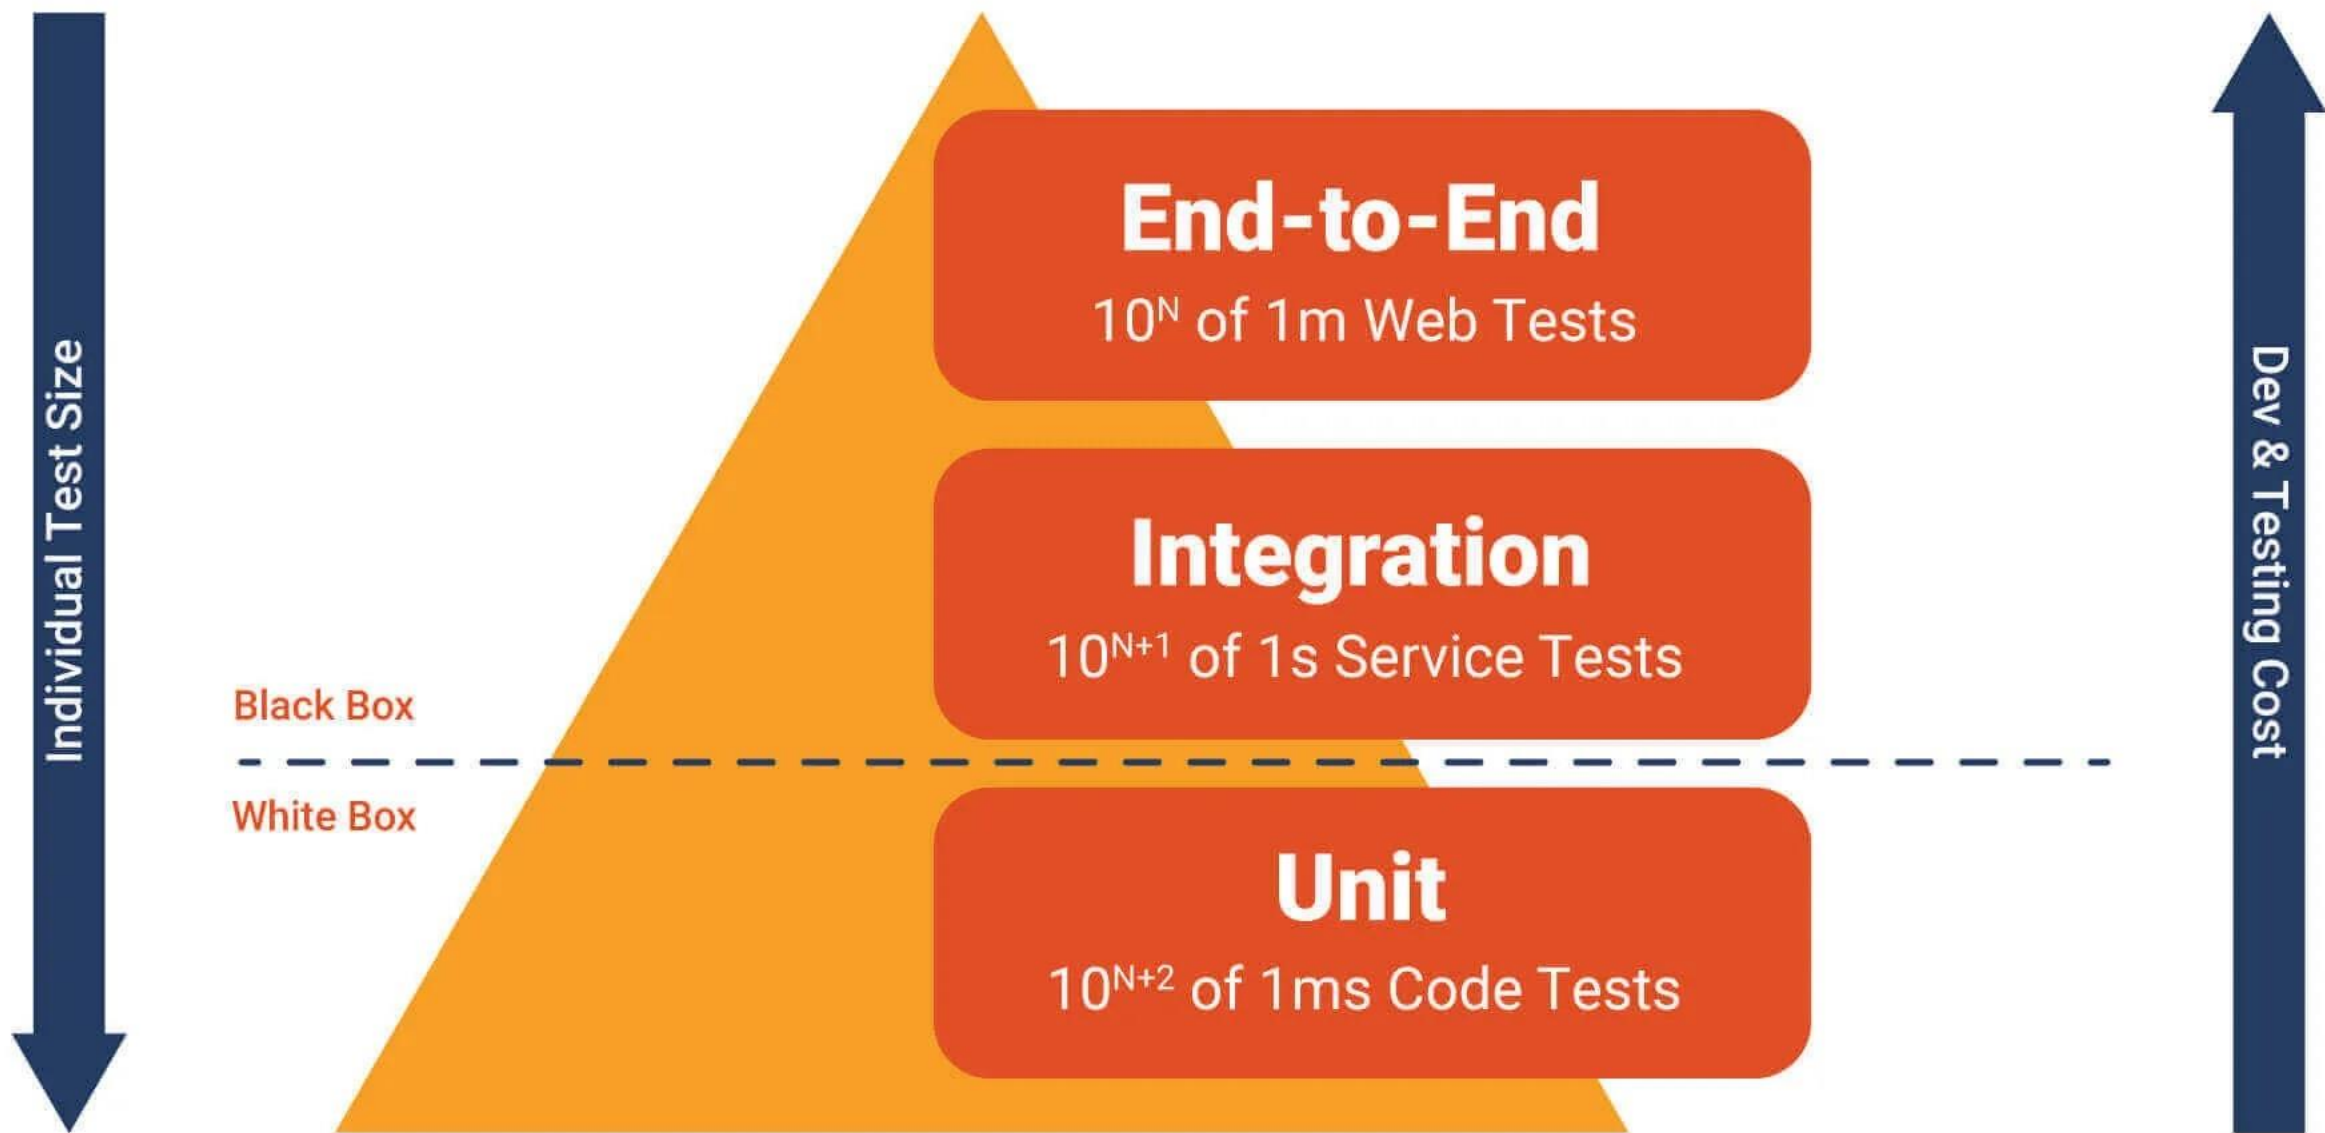 Individual Test Size
End-to-End
10ᴺ of 1m Web Tests
Integration
10ᴺ⁺¹ of 1s Service Tests
Black Box
White Box
Unit
10ᴺ⁺² of 1ms Code Tests
Dev & Testing Cost